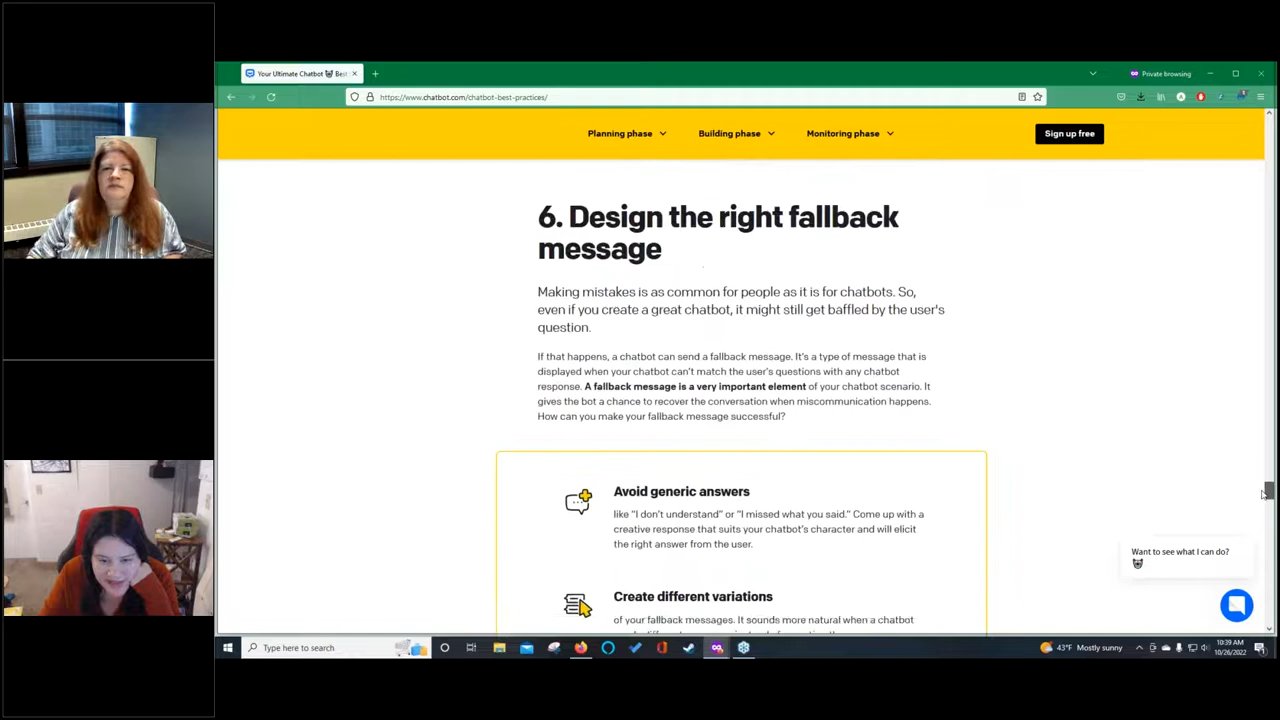 Your Ultimate Chatbot Bes
Private browsing
https://www.chatbot.com/chatbot-best-practices/
Planning phase
Building phase
Monitoring phase
Sign up free
6. Design the right fallback
message
Making mistakes is as common for people as it is for chatbots. So,
even if you create a great chatbot, it might still get baffled by the user's
question.
If that happens, a chatbot can send a fallback message. It's a type of message that is
displayed when your chatbot can't match the user's questions with any chatbot
response. A fallback message is a very important element of your chatbot scenario. It
gives the bot a chance to recover the conversation when miscommunication happens.
How can you make your fallback message successful?
Avoid generic answers
like "I don't understand" or "I missed what you said." Come up with a
creative response that suits your chatbot's character and will elicit
the right answer from the user.
Want to see what I can do?
Create different variations
of your fallback messages. It sounds more natural when a chatbot
Type here to search
43°F Mostly sunny
10:39 AM
10/26/2022